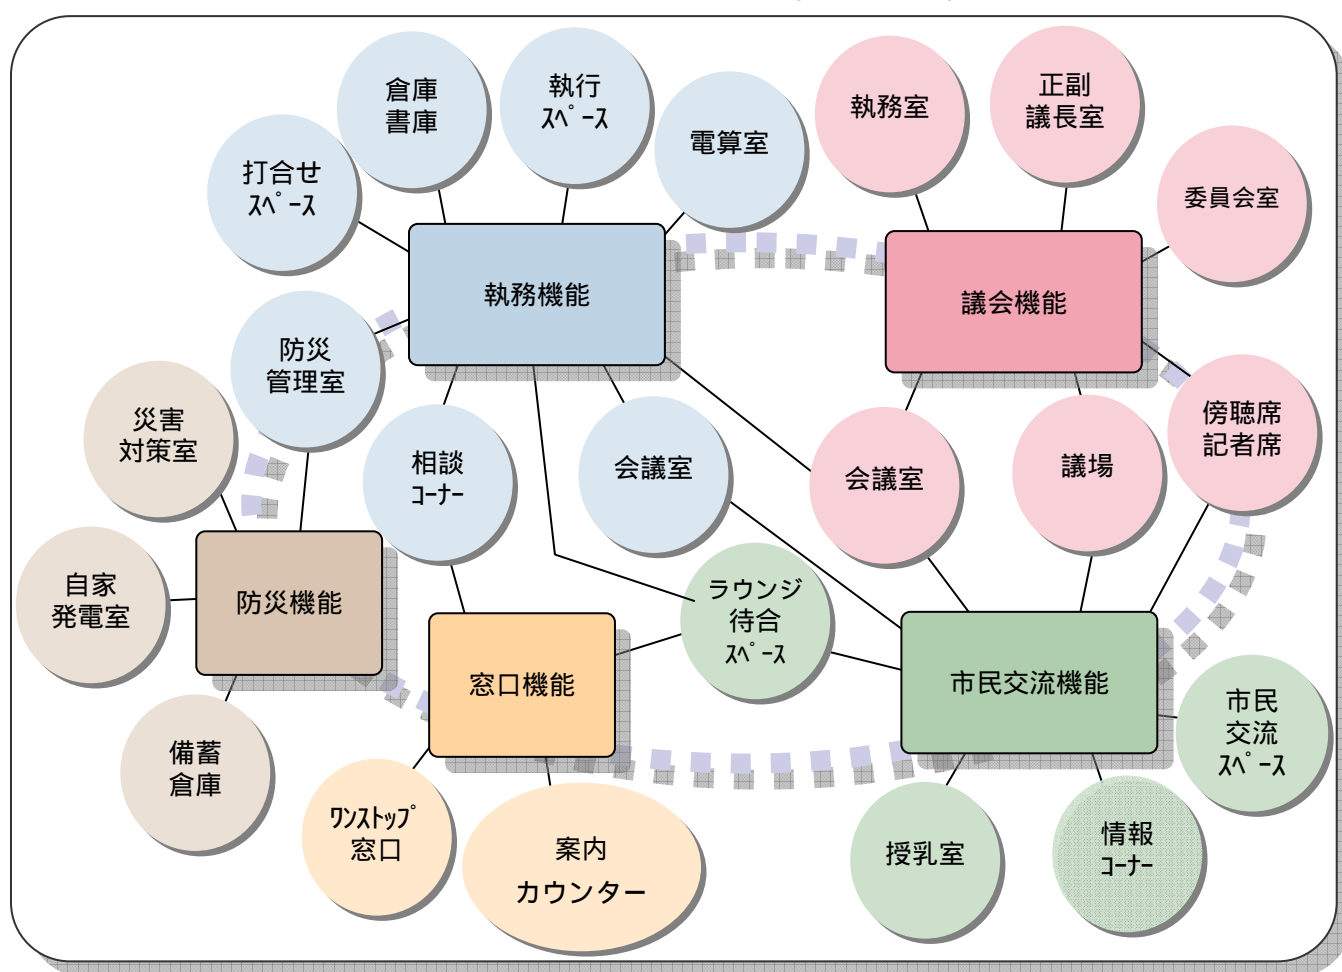 倉庫
書庫
執行
ｽﾍﾟｰｽ
電算室
打合せ
ｽﾍﾟｰｽ
執務室
正副
議長室
委員会室
執務機能
議会機能
防災
管理室
災害
対策室
相談
ｺｰﾅｰ
会議室
会議室
議場
傍聴席
記者席
自家
発電室
防災機能
ラウンジ
待合
ｽﾍﾟｰｽ
窓口機能
市民交流機能
市民
交流
ｽﾍﾟｰｽ
備蓄
倉庫
ﾜﾝｽﾄｯﾌﾟ
窓口
案内
カウンター
授乳室
情報
ｺｰﾅｰ